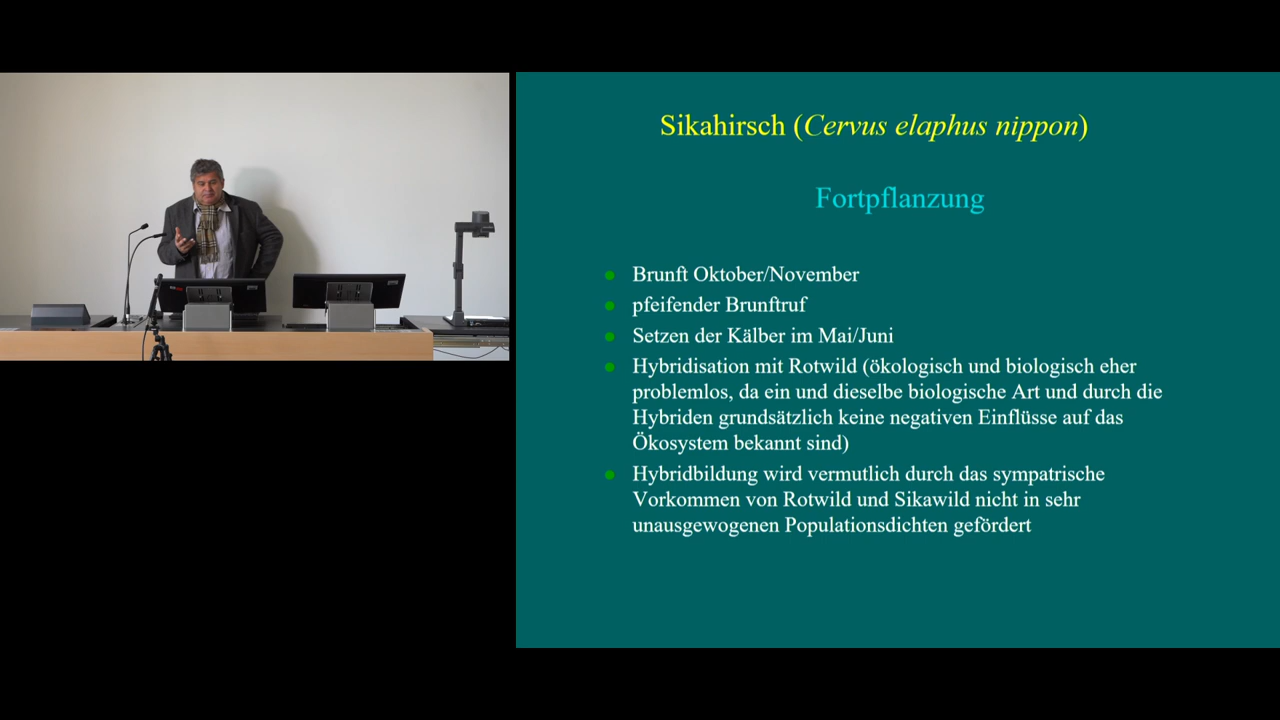 Sikahirsch (Cervus elaphus nippon)
Fortpflanzung
Brunft Oktober/November
pfeifender Brunftruf
Setzen der Kälber im Mai/Juni
Hybridisation mit Rotwild (ökologisch und biologisch eher
problemlos, da ein und dieselbe biologische Art und durch die
Hybriden grundsätzlich keine negativen Einflüsse auf das
Ökosystem bekannt sind)
Hybridbildung wird vermutlich durch das sympatrische
Vorkommen von Rotwild und Sikawild nicht in sehr
unausgewogenen Populationsdichten gefördert